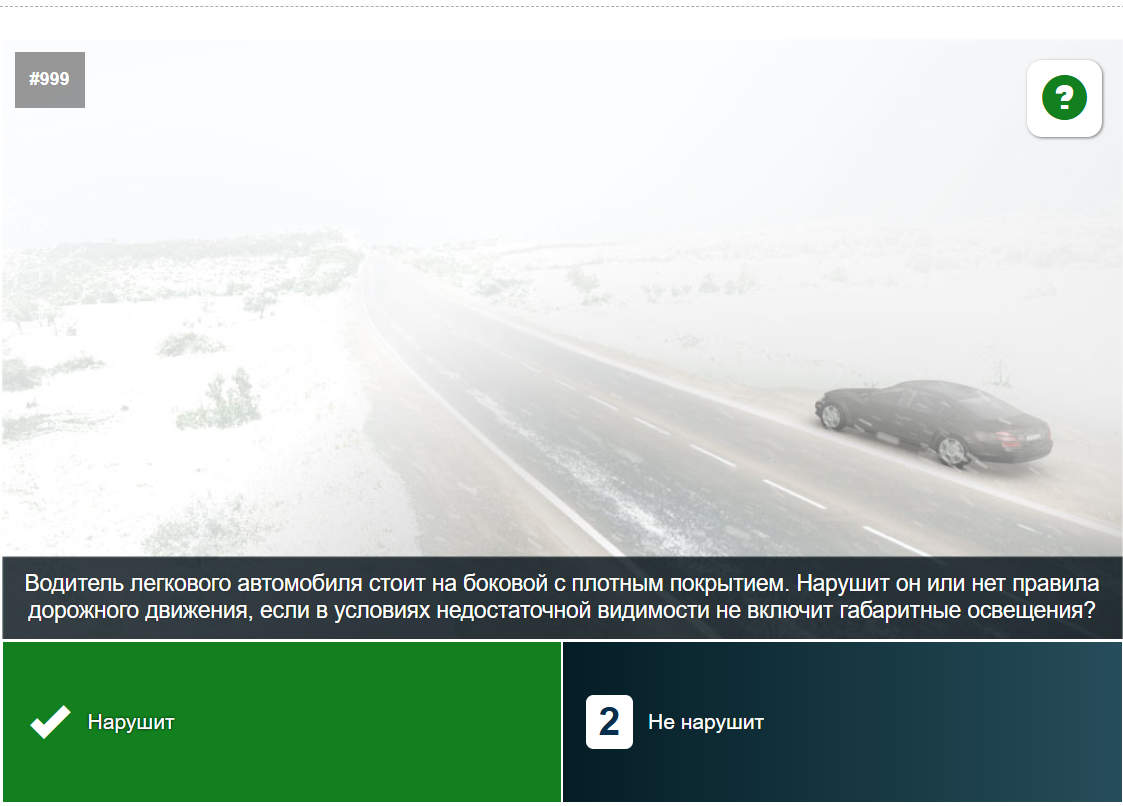 #999
?
Водитель легкового автомобиля стоит на боковой с плотным покрытием. Нарушит он или нет правила
дорожного движения, если в условиях недостаточной видимости не включит габаритные освещения?
Нарушит
2
Не нарушит